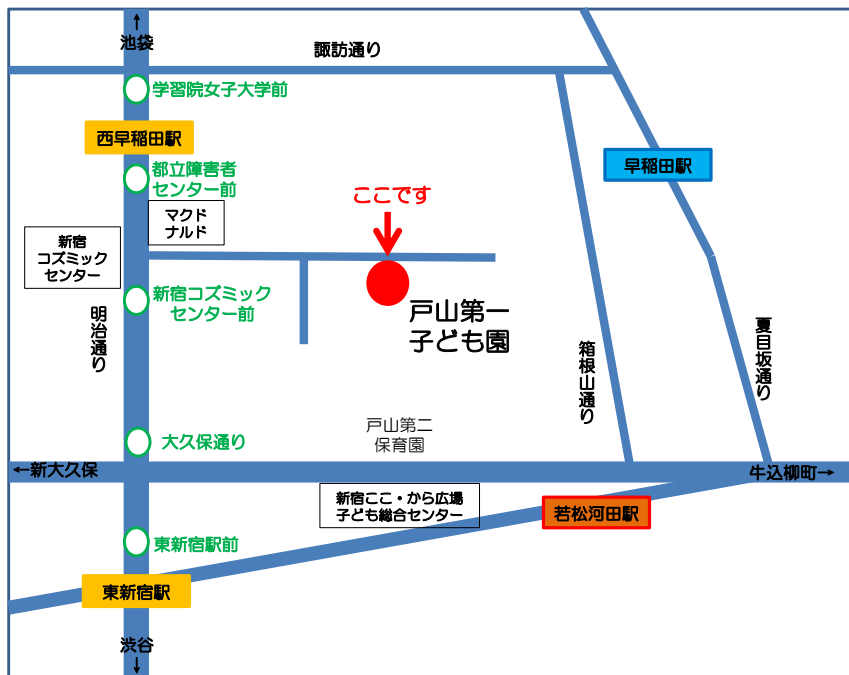 ↑
池袋
諏訪通り
学習院女子大学前
西早稲田駅
早稲田駅
都立障害者
センター前
ここです
マクド
ナルド
新宿
コズミック
センター
新宿コズミック
センター前
戸山第一
子ども園
明治通り
箱根山通り
夏目坂通り
戸山第二
保育園
大久保通り
←新大久保
牛込柳町→
新宿ここ・から広場
子ども総合センター
若松河田駅
東新宿駅前
東新宿駅
渋谷
↓